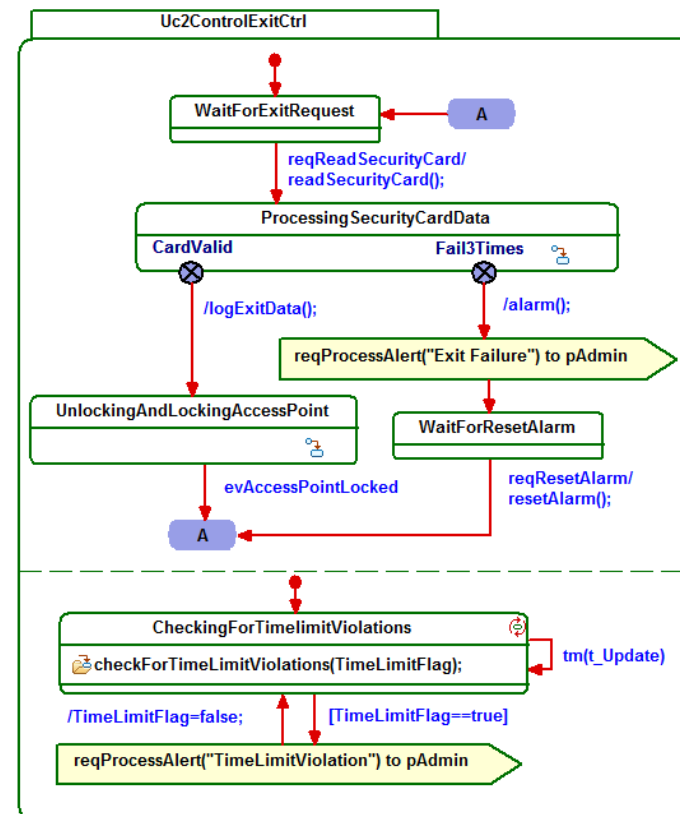 Uc2ControlExitCtrl
WaitForExitRequest
A
reqReadSecurityCard/
readSecurityCard();
ProcessingSecurityCardData
CardValid
Fail3Times
/logExitData();
/alarm();
reqProcessAlert("Exit Failure") to pAdmin
UnlockingAndLockingAccessPoint
WaitForResetAlarm
evAccessPointLocked
reqResetAlarm/
resetAlarm();
A
CheckingForTimelimitViolations
checkForTimeLimitViolations(TimeLimitFlag);
tm(t_Update)
/TimeLimitFlag=false;
[TimeLimitFlag==true]
reqProcessAlert("TimeLimitViolation") to pAdmin